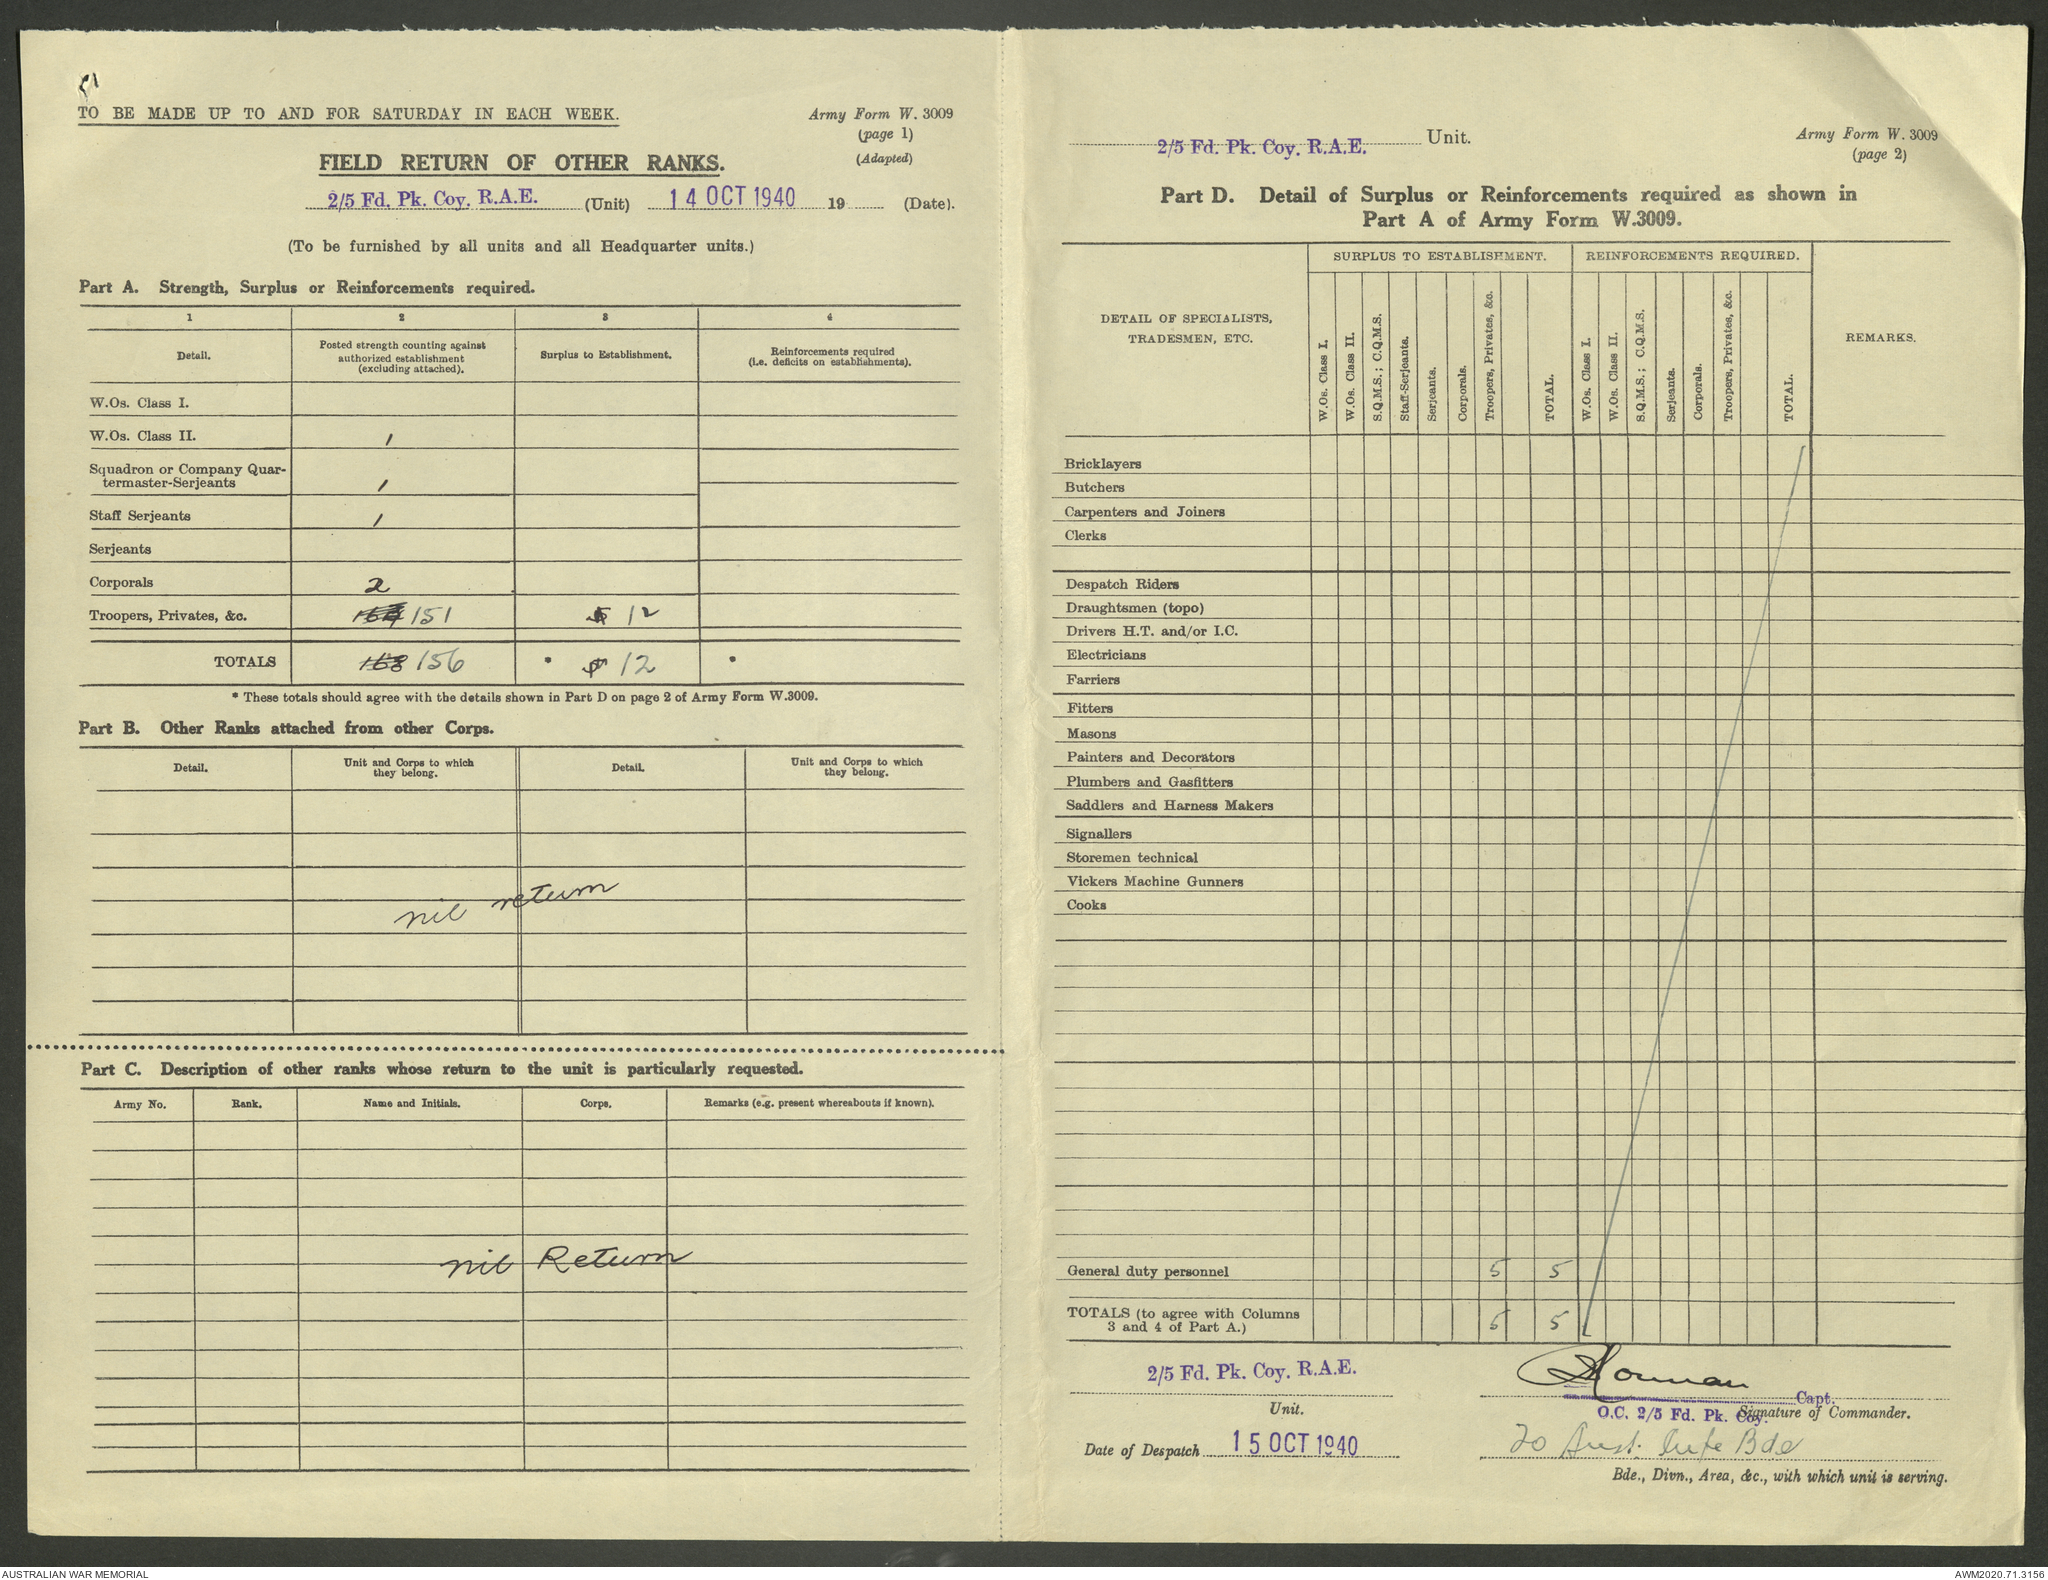 TO BE MADE UP TO AND FOR SATURDAY IN EACH WEEK.
Army Form W. 3009
(page 1)
(Adapted)
FIELD RETURN OF OTHER RANKS.
2/5 Fd. Pk. Coy. R.A.E. (Unit) 14 OCT 1940 19 (Date).
(To be furnished by all units and all Headquarter units.)
Part A. Strength, Surplus or Reinforcements required.
1 2 3 4
Detail. Posted strength counting against authorized establishment (excluding attached). Surplus to Establishment. Reinforcements required (i.e. deficits on establishments).
W.Os. Class I.
W.Os. Class II. 1
Squadron or Company Quar-
termaster-Serjeants 1
Staff Serjeants 1
Serjeants
Corporals 2
Troopers, Privates, &c. 151 5 12
TOTALS 168 156 * 5 12 *
* These totals should agree with the details shown in Part D on page 2 of Army Form W.3009.
Part B. Other Ranks attached from other Corps.
Detail. Unit and Corps to which they belong. Detail. Unit and Corps to which they belong.
nil return
Part C. Description of other ranks whose return to the unit is particularly requested.
Army No. Rank. Name and Initials. Corps. Remarks (e.g. present whereabouts if known).
nil Return
2/5 Fd. Pk. Coy. R.A.E. Unit.
Army Form W. 3009
(page 2)
Part D. Detail of Surplus or Reinforcements required as shown in
Part A of Army Form W.3009.
SURPLUS TO ESTABLISHMENT. REINFORCEMENTS REQUIRED.
DETAIL OF SPECIALISTS,
TRADESMEN, ETC.
W.Os. Class I.
W.Os. Class II.
S.Q.M.S.; C.Q.M.S.
Staff-Serjeants.
Serjeants.
Corporals.
Troopers, Privates, &c.
TOTAL.
W.Os. Class I.
W.Os. Class II.
S.Q.M.S.; C.Q.M.S.
Serjeants.
Corporals.
Troopers, Privates, &c.
TOTAL.
REMARKS.
Bricklayers
Butchers
Carpenters and Joiners
Clerks
Despatch Riders
Draughtsmen (topo)
Drivers H.T. and/or I.C.
Electricians
Farriers
Fitters
Masons
Painters and Decorators
Plumbers and Gasfitters
Saddlers and Harness Makers
Signallers
Storemen technical
Vickers Machine Gunners
Cooks
General duty personnel 5 5
TOTALS (to agree with Columns
3 and 4 of Part A.) 5 5
2/5 Fd. Pk. Coy. R.A.E.
Unit.
Capt.
O.C. 2/5 Fd. Pk. Coy.
Signature of Commander.
Date of Despatch 15 OCT 1940
20 Aust. Infe Bde
Bde., Divn., Area, &c., with which unit is serving.
AUSTRALIAN WAR MEMORIAL
AWM2020.71.3156